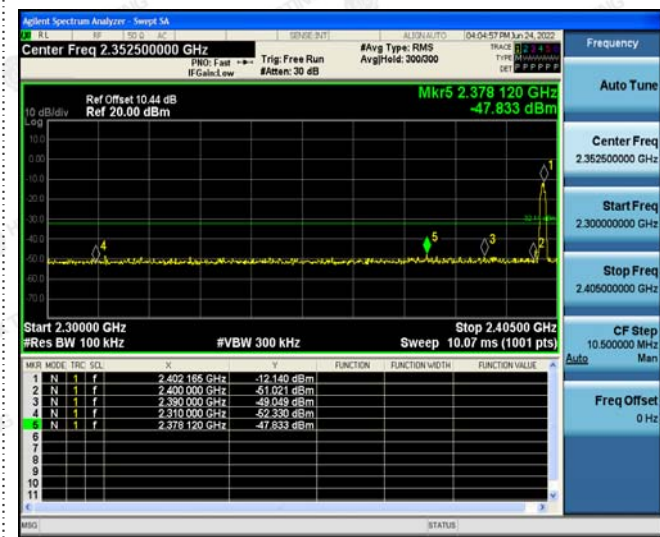 Agilent Spectrum Analyzer - Swept SA
RL RF 50 Ω AC SENSE:INT ALIGN AUTO 04:04:57 PM Jun 24, 2022
Center Freq 2.352500000 GHz
PNO: Fast Trig: Free Run
IFGain:Low #Atten: 30 dB
#Avg Type: RMS
Avg|Hold: 300/300
TRACE 1 2 3 4 5 6
TYPE
DET P P P P P P
Ref Offset 10.44 dB
10 dB/div Ref 20.00 dBm
Log
Mkr5 2.378 120 GHz
-47.833 dBm
10.0
0.00
-10.0
-20.0
-30.0
-40.0
-50.0
-60.0
-70.0
1
4
5
3
2
Start 2.30000 GHz Stop 2.40500 GHz
#Res BW 100 kHz #VBW 300 kHz Sweep 10.07 ms (1001 pts)
MKR MODE TRC SCL X Y FUNCTION FUNCTION WIDTH FUNCTION VALUE
1 N 1 f 2.402 165 GHz -12.140 dBm
2 N 1 f 2.400 000 GHz -51.021 dBm
3 N 1 f 2.390 000 GHz -49.049 dBm
4 N 1 f 2.310 000 GHz -52.330 dBm
5 N 1 f 2.378 120 GHz -47.833 dBm
6
7
8
9
10
11
MSG STATUS
Frequency
Auto Tune
Center Freq
2.352500000 GHz
Start Freq
2.300000000 GHz
Stop Freq
2.405000000 GHz
CF Step
10.500000 MHz
Auto Man
Freq Offset
0 Hz